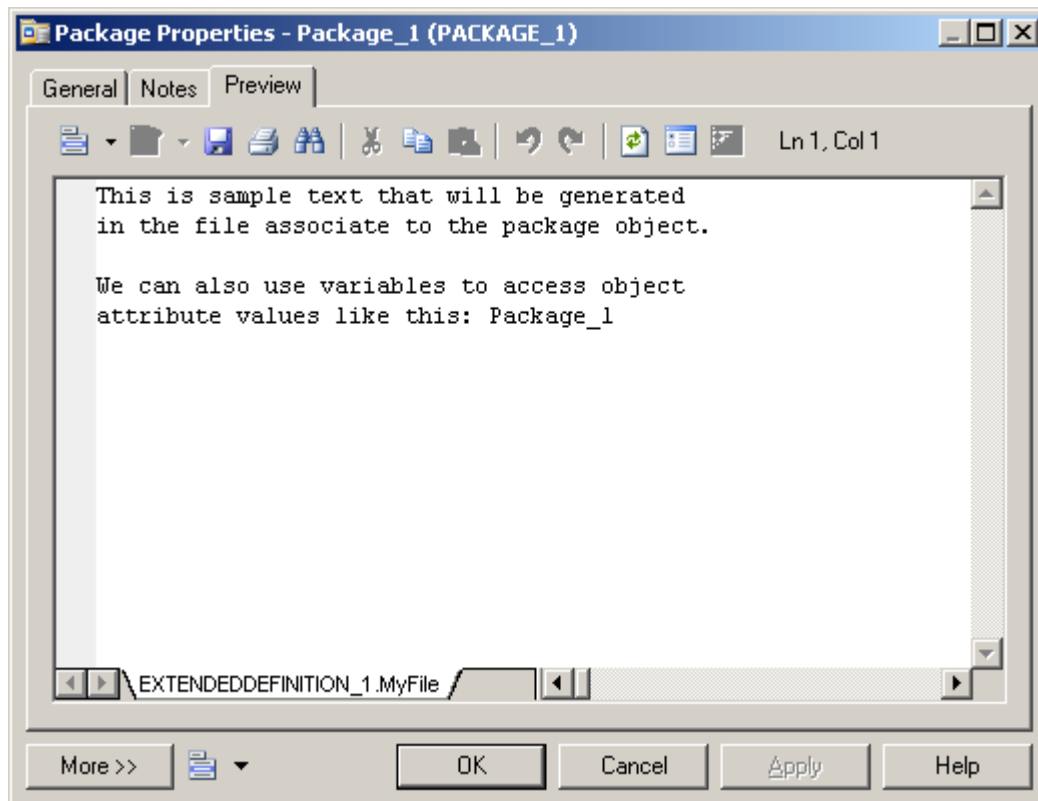 Package Properties - Package_1 (PACKAGE_1)
General Notes Preview
Ln 1, Col 1
This is sample text that will be generated
in the file associate to the package object.
We can also use variables to access object
attribute values like this: Package_1
EXTENDEDDEFINITION_1.MyFile
More >> OK Cancel Apply Help